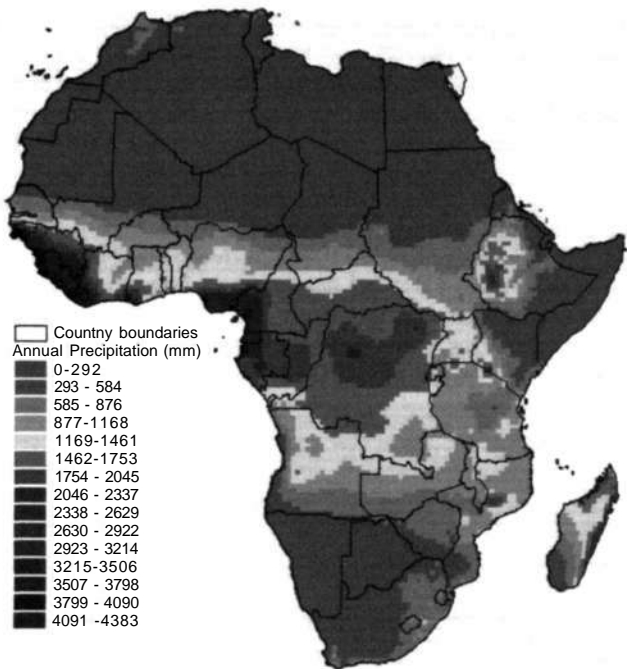 Countny boundaries
Annual Precipitation (mm)
0-292
293 - 584
585 - 876
877-1168
1169-1461
1462-1753
1754 - 2045
2046 - 2337
2338 - 2629
2630 - 2922
2923 - 3214
3215-3506
3507 - 3798
3799 - 4090
4091 -4383